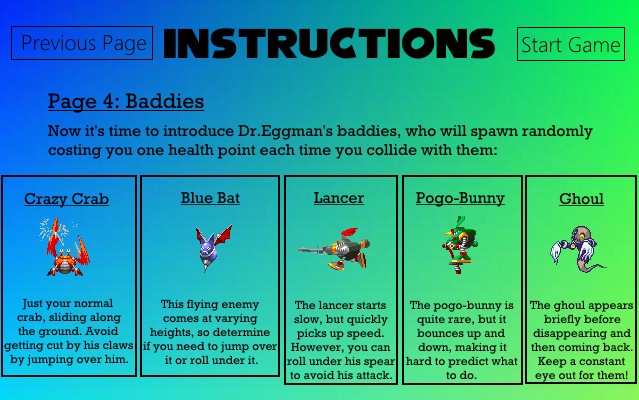 Previous Page
INSTRUCTIONS
Start Game
Page 4: Baddies
Now it's time to introduce Dr.Eggman's baddies, who will spawn randomly
costing you one health point each time you collide with them:
Crazy Crab
Just your normal
crab, sliding along
the ground. Avoid
getting cut by his claws
by jumping over him.
Blue Bat
This flying enemy
comes at varying
heights, so determine
if you need to jump over
it or roll under it.
Lancer
The lancer starts
slow, but quickly
picks up speed.
However, you can
roll under his spear
to avoid his attack.
Pogo-Bunny
The pogo-bunny is
quite rare, but it
bounces up and
down, making it
hard to predict what
to do.
Ghoul
The ghoul appears
briefly before
disappearing and
then coming back.
Keep a constant
eye out for them!